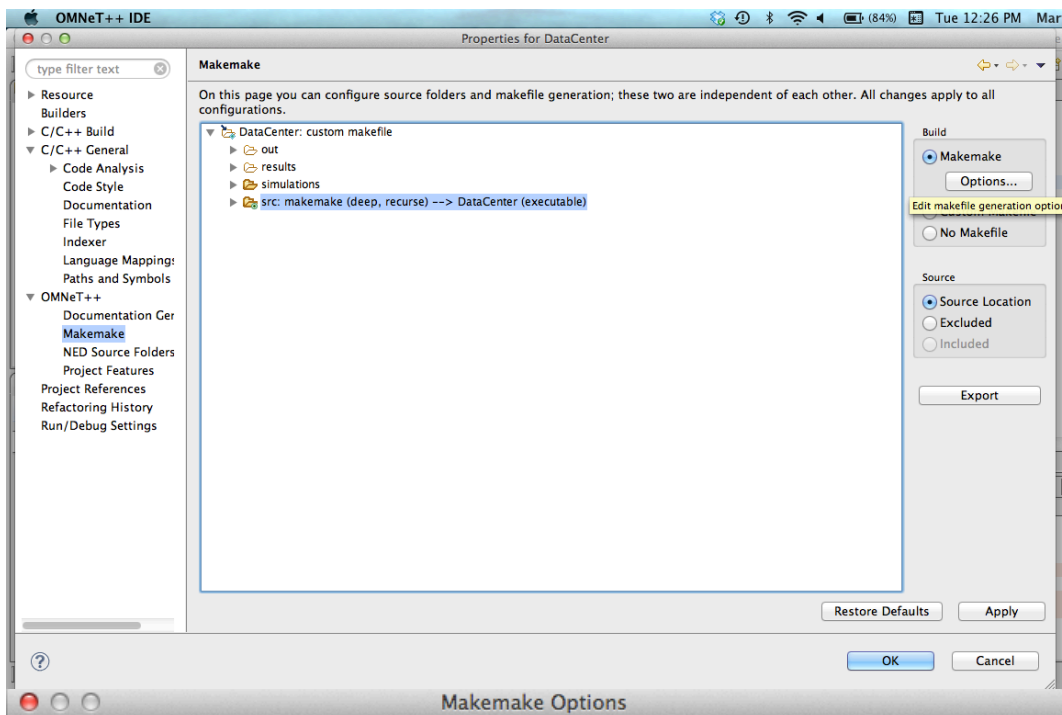 OMNeT++ IDE
(84%)
Tue 12:26 PM Mar
Properties for DataCenter
type filter text
Resource
Builders
C/C++ Build
C/C++ General
Code Analysis
Code Style
Documentation
File Types
Indexer
Language Mappings
Paths and Symbols
OMNeT++
Documentation Ger
Makemake
NED Source Folders
Project Features
Project References
Refactoring History
Run/Debug Settings
Makemake
On this page you can configure source folders and makefile generation; these two are independent of each other. All changes apply to all
configurations.
DataCenter: custom makefile
out
results
simulations
src: makemake (deep, recurse) --> DataCenter (executable)
Build
Makemake
Options...
Edit makefile generation optio
No Makefile
Source
Source Location
Excluded
Included
Export
Restore Defaults
Apply
?
OK
Cancel
Makemake Options